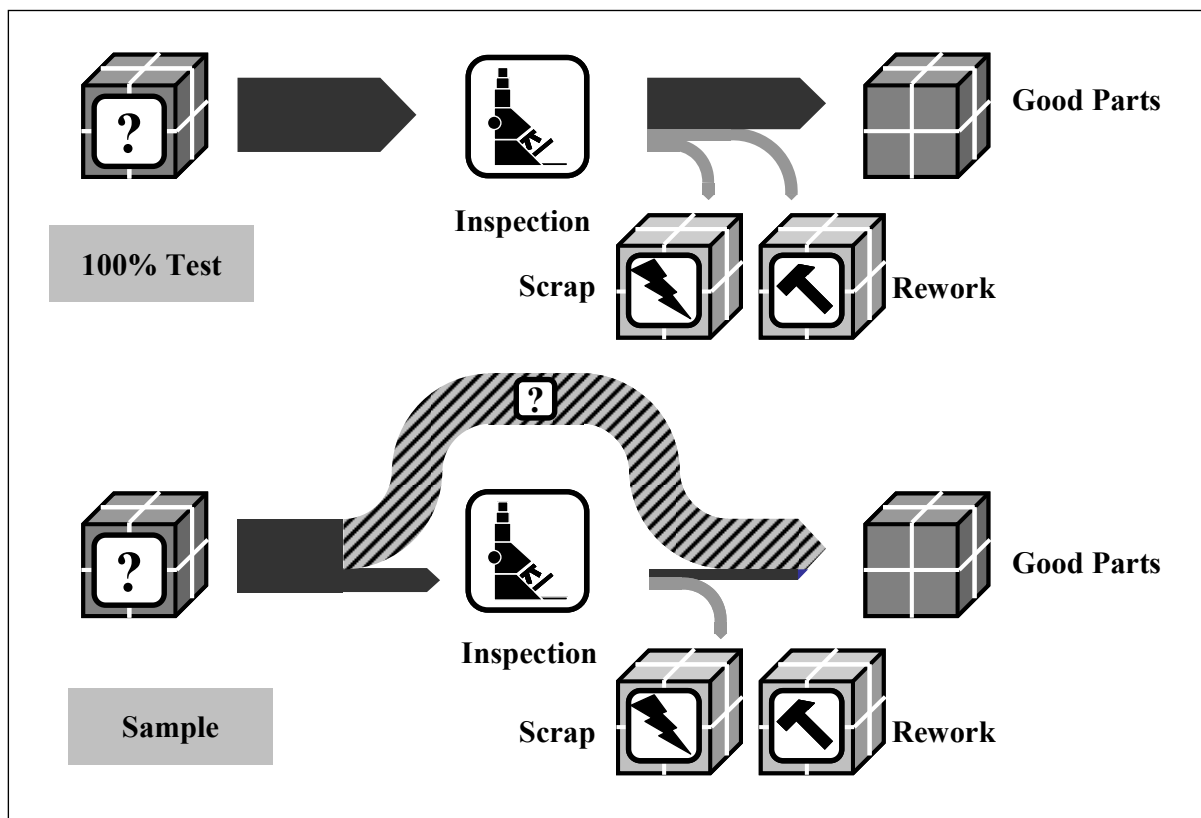 ?
Good Parts
Inspection
100% Test
Scrap
Rework
?
?
Good Parts
Inspection
Sample
Scrap
Rework